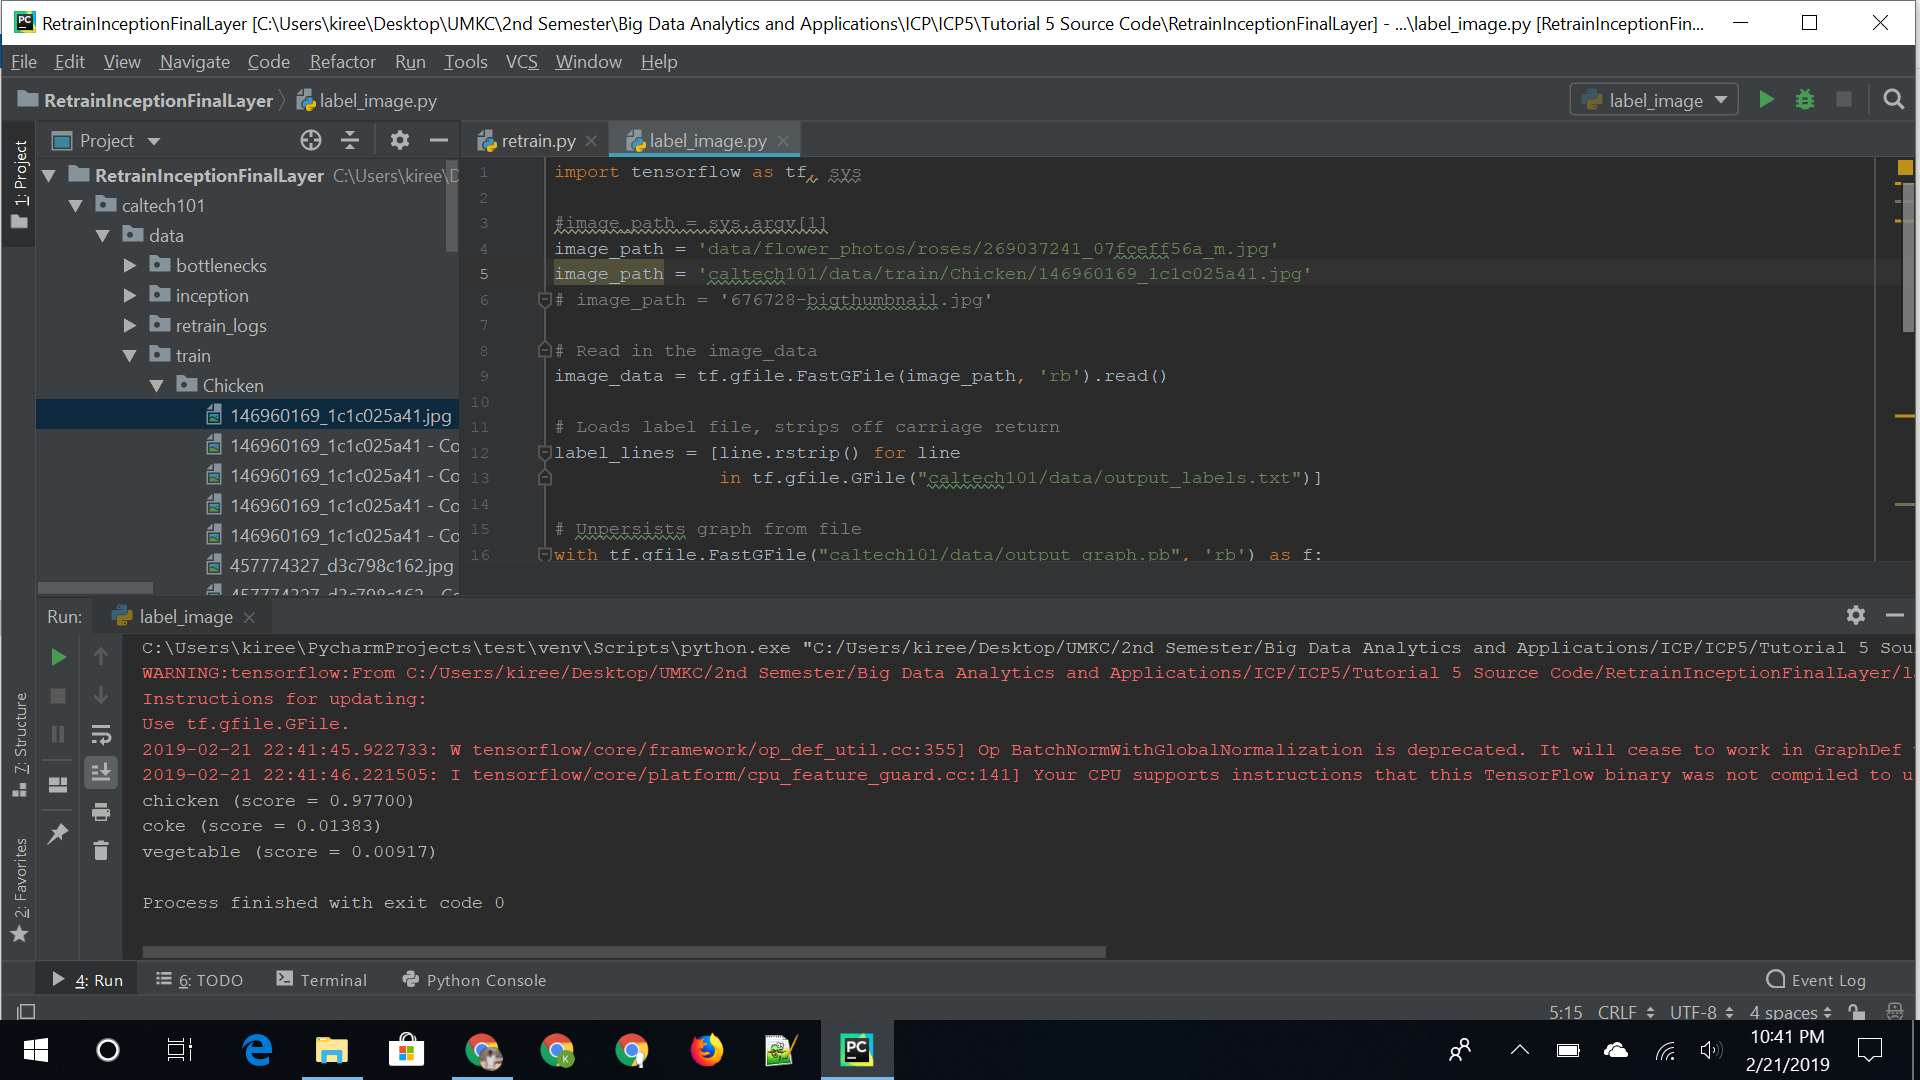 RetrainInceptionFinalLayer [C:\Users\kiree\Desktop\UMKC\2nd Semester\Big Data Analytics and Applications\ICP\ICP5\Tutorial 5 Source Code\RetrainInceptionFinalLayer] - ...\label_image.py [RetrainInceptionFin...
File Edit View Navigate Code Refactor Run Tools VCS Window Help
RetrainInceptionFinalLayer label_image.py
label_image
Project
retrain.py
label_image.py
1: Project
RetrainInceptionFinalLayer C:\Users\kiree\D
caltech101
data
bottlenecks
inception
retrain_logs
train
Chicken
146960169_1c1c025a41.jpg
146960169_1c1c025a41 - Co
146960169_1c1c025a41 - Co
146960169_1c1c025a41 - Co
146960169_1c1c025a41 - Co
457774327_d3c798c162.jpg
457774327_d3c798c162 - Co
1 import tensorflow as tf, sys
2
3 #image_path = sys.argv[1]
4 image_path = 'data/flower_photos/roses/269037241_07fceff56a_m.jpg'
5 image_path = 'caltech101/data/train/Chicken/146960169_1c1c025a41.jpg'
6 # image_path = '676728-bigthumbnail.jpg'
7
8 # Read in the image_data
9 image_data = tf.gfile.FastGFile(image_path, 'rb').read()
10
11 # Loads label file, strips off carriage return
12 label_lines = [line.rstrip() for line
13 in tf.gfile.GFile("caltech101/data/output_labels.txt")]
14
15 # Unpersists graph from file
16 with tf.gfile.FastGFile("caltech101/data/output_graph.pb", 'rb') as f:
Run: label_image
C:\Users\kiree\PycharmProjects\test\venv\Scripts\python.exe "C:/Users/kiree/Desktop/UMKC/2nd Semester/Big Data Analytics and Applications/ICP/ICP5/Tutorial 5 Sou
WARNING:tensorflow:From C:/Users/kiree/Desktop/UMKC/2nd Semester/Big Data Analytics and Applications/ICP/ICP5/Tutorial 5 Source Code/RetrainInceptionFinalLayer/l
Instructions for updating:
Use tf.gfile.GFile.
2019-02-21 22:41:45.922733: W tensorflow/core/framework/op_def_util.cc:355] Op BatchNormWithGlobalNormalization is deprecated. It will cease to work in GraphDef
2019-02-21 22:41:46.221505: I tensorflow/core/platform/cpu_feature_guard.cc:141] Your CPU supports instructions that this TensorFlow binary was not compiled to u
chicken (score = 0.97700)
coke (score = 0.01383)
vegetable (score = 0.00917)
Process finished with exit code 0
7: Structure
2: Favorites
4: Run 6: TODO Terminal Python Console Event Log
5:15 CRLF UTF-8 4 spaces
PC
10:41 PM
2/21/2019